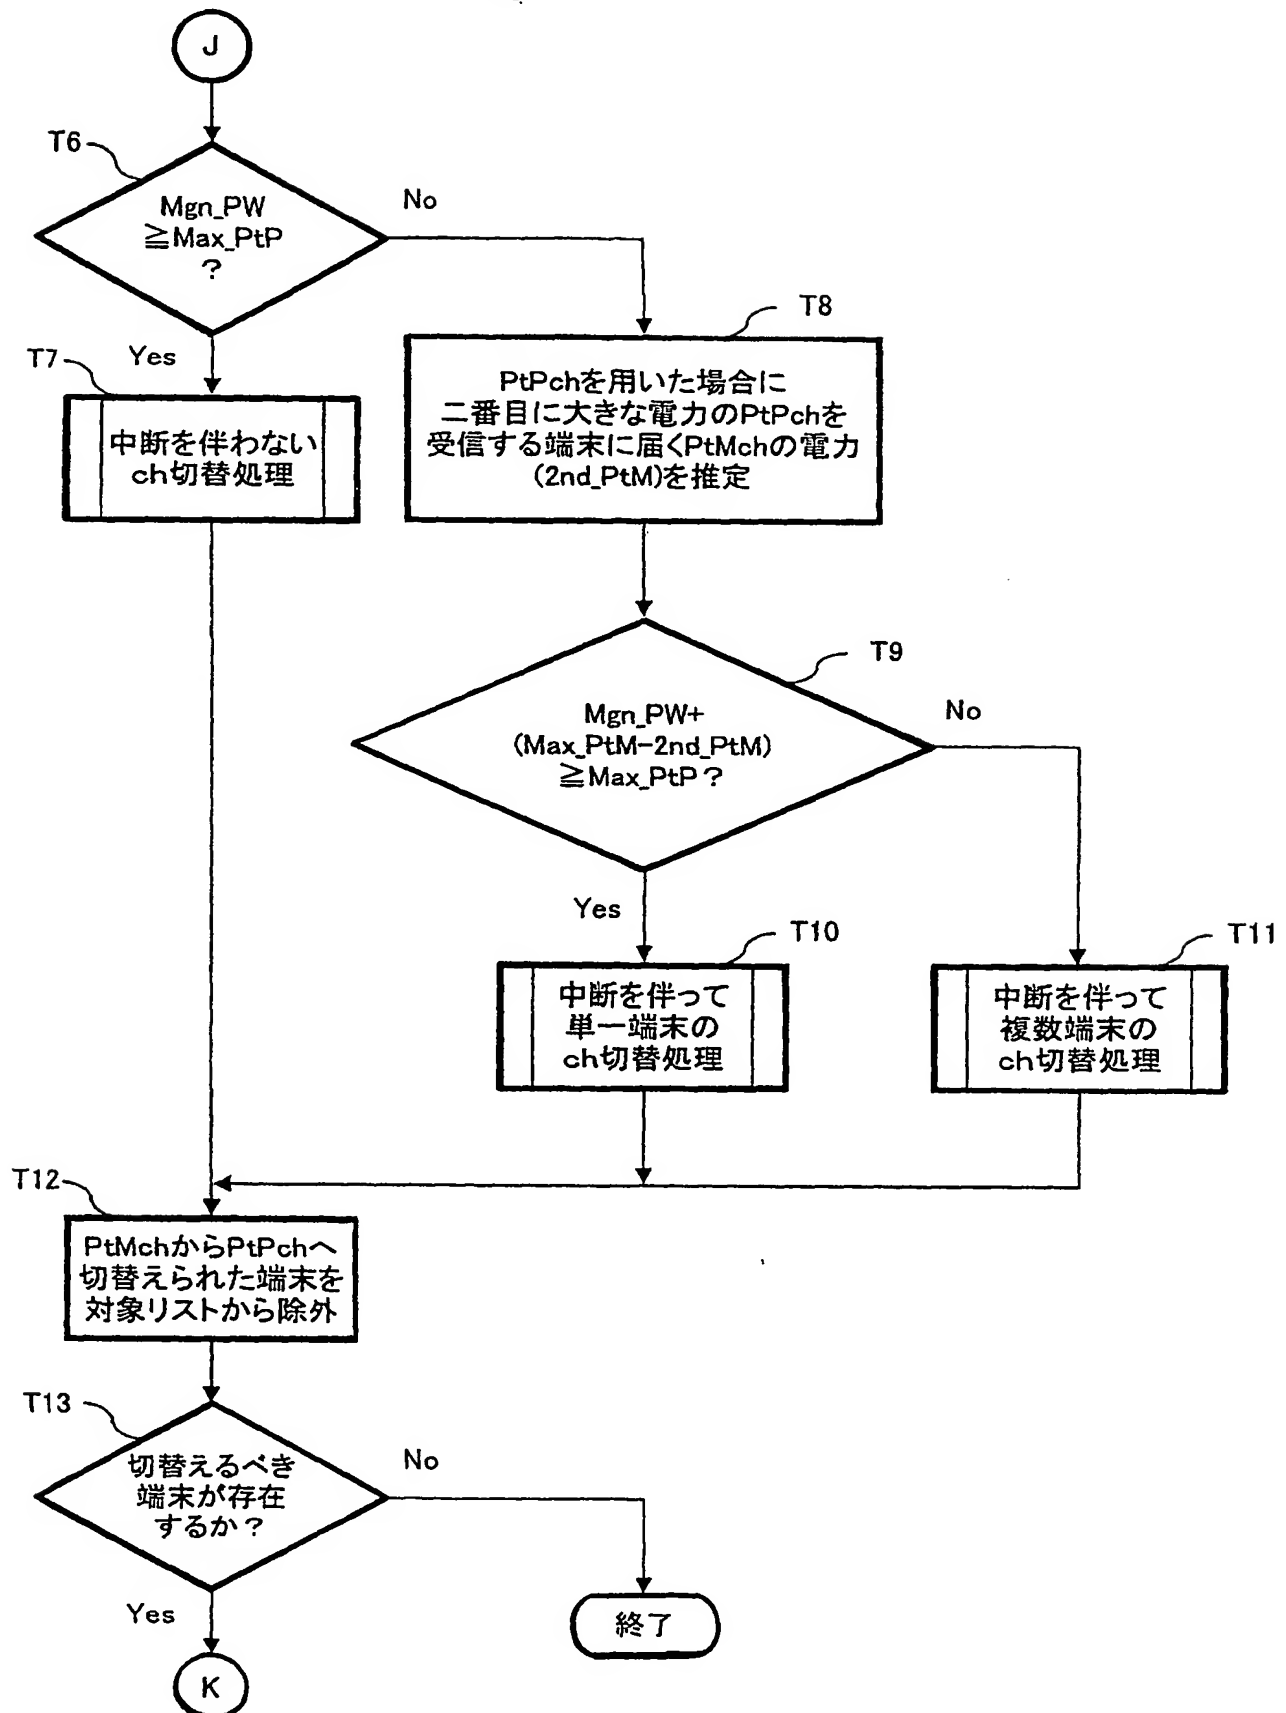 J
T6
Mgn_PW
≧Max_PtP
?
No
Yes
T7
中断を伴わない
ch切替処理
T8
PtPchを用いた場合に
二番目に大きな電力のPtPchを
受信する端末に届くPtMchの電力
(2nd_PtM)を推定
T9
Mgn_PW+
(Max_PtM-2nd_PtM)
≧Max_PtP?
No
Yes
T10
中断を伴って
単一端末の
ch切替処理
T11
中断を伴って
複数端末の
ch切替処理
T12
PtMchからPtPchへ
切替えられた端末を
対象リストから除外
T13
切替えるべき
端末が存在
するか?
No
Yes
終了
K